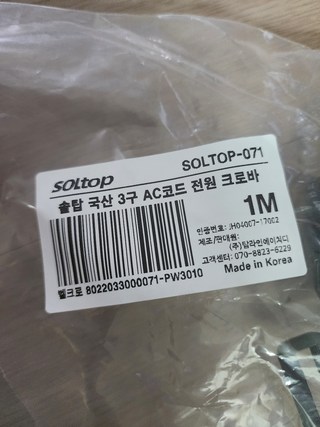 soltop
SOLTOP-071
솔탑 국산 3구 AC코드 전원 크로바
1M
인증번호: JH04067-17002
제조/판매원:
(주)탑라인에이치디
고객센터: 070-8823-6229
Made in Korea
벨크로 8022033000071-PW3010